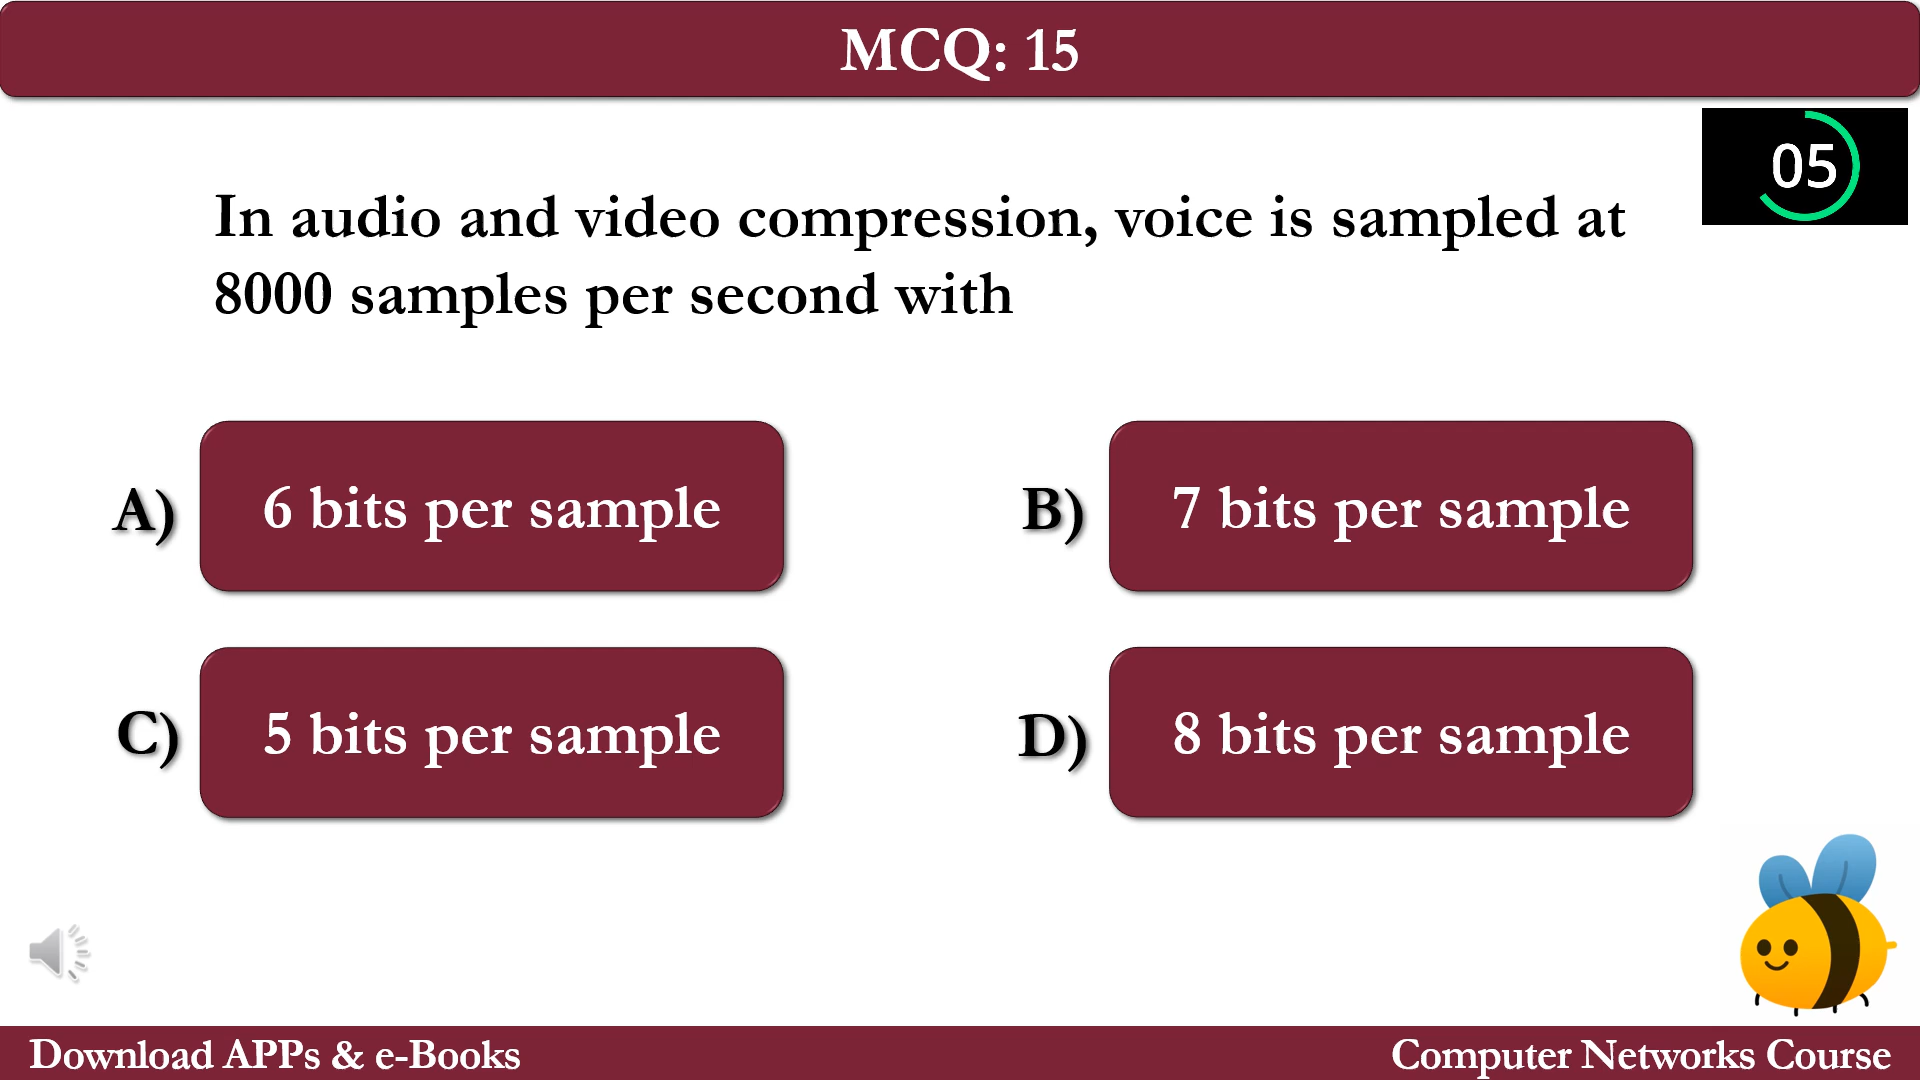 MCQ: 15
05
In audio and video compression, voice is sampled at
8000 samples per second with
A) 6 bits per sample
B) 7 bits per sample
C) 5 bits per sample
D) 8 bits per sample
Download APPs & e-Books
Computer Networks Course